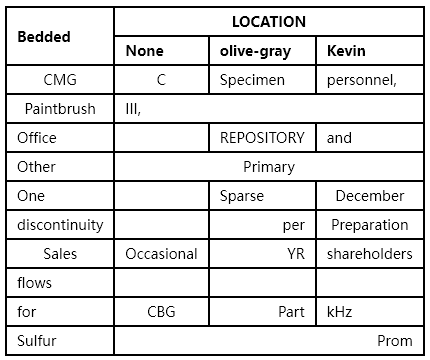 Bedded LOCATION
None olive-gray Kevin
CMG C Specimen personnel,
Paintbrush III,
Office REPOSITORY and
Other Primary
One Sparse December
discontinuity per Preparation
Sales Occasional YR shareholders
flows
for CBG Part kHz
Sulfur Prom